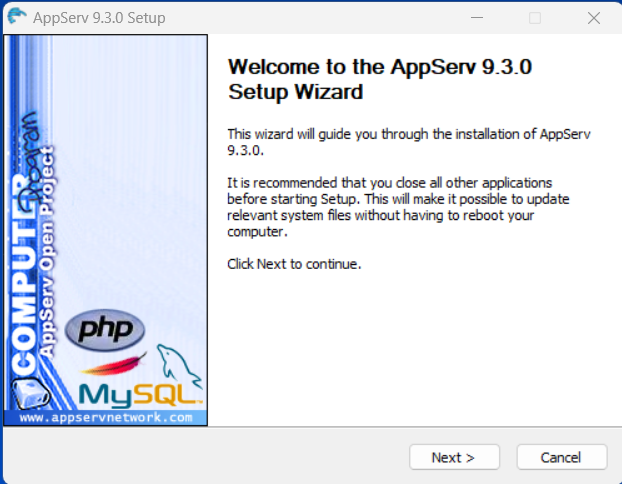 AppServ 9.3.0 Setup
COMPUTER
Program
AppServ Open Project
php
MySQL
www.appservnetwork.com
Welcome to the AppServ 9.3.0
Setup Wizard
This wizard will guide you through the installation of AppServ
9.3.0.
It is recommended that you close all other applications
before starting Setup. This will make it possible to update
relevant system files without having to reboot your
computer.
Click Next to continue.
Next >
Cancel